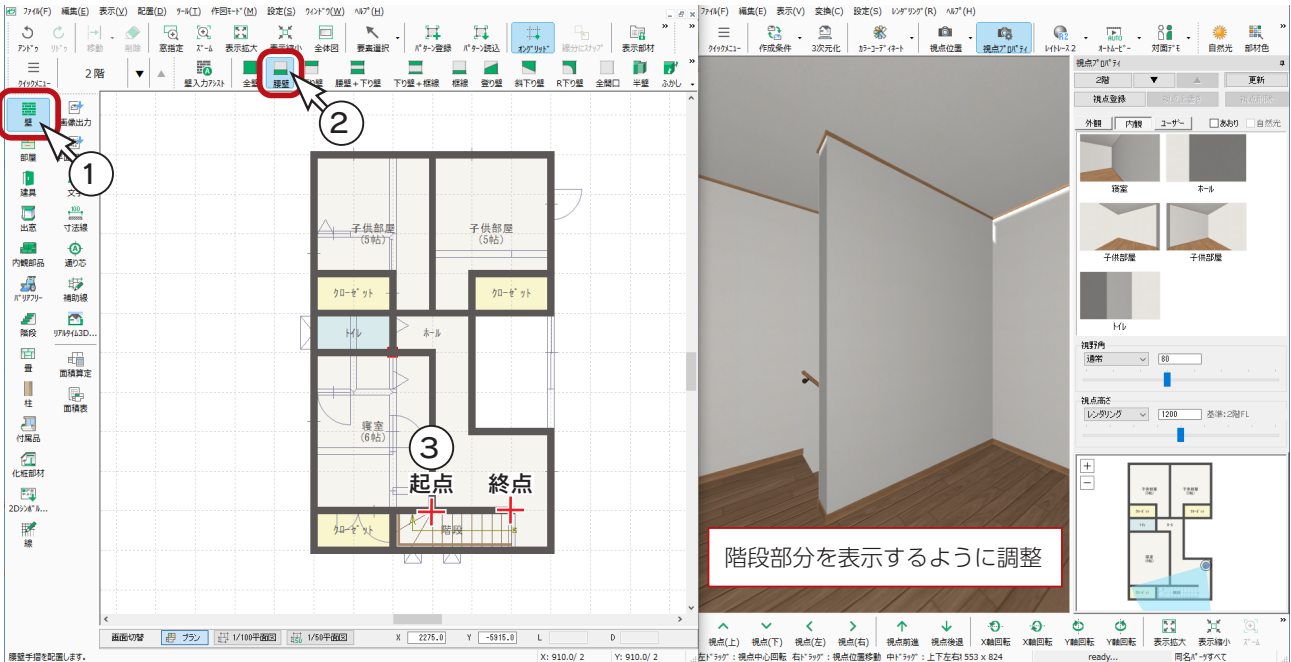 ﾌｧｲﾙ(F) 編集(E) 表示(V) 配置(D) ﾂｰﾙ(T) 作図ﾓｰﾄﾞ(M) 設定(S) ｳｨﾝﾄﾞｳ(W) ﾍﾙﾌﾟ(H)
ｱﾝﾄﾞｩ ﾘﾄﾞｩ 移動 削除 窓指定 ｽﾞｰﾑ 表示拡大 表示縮小 全体図 要素選択 ﾊﾟﾀｰﾝ登録 ﾊﾟﾀｰﾝ読込 ｵﾝｸﾞﾘｯﾄﾞ 線分にｽﾅｯﾌﾟ 表示部材
ｸｲｯｸﾒﾆｭｰ 2 階 ▼ ▲ 壁入力ｱｼｽﾄ 全壁 腰壁 下り壁 腰壁＋下り壁 下り壁＋框線 框線 登り壁 斜下り壁 R下り壁 全開口 半壁 ふかし
②
壁 画像出力
①
部屋
建具 文字
出窓 寸法線
内観部品 通り芯
ﾊﾞﾘｱﾌﾘｰ 補助線
階段 ﾘｱﾙﾀｲﾑ3D...
畳 面積算定
柱 面積表
付属品
化粧部材
2Dｼﾝﾎﾞﾙ...
線
子供部屋
(5帖)
子供部屋
(5帖)
ｸﾛｰｾﾞｯﾄ ｸﾛｰｾﾞｯﾄ
ﾄｲﾚ ﾎｰﾙ
寝室
(6帖)
③
起点 終点
ｸﾛｰｾﾞｯﾄ 階段
画面切替 プラン 1/100平面図 1/50平面図 X 2275.0 Y -5915.0 L D
腰壁手摺を配置します。 X: 910.0/ 2 Y: 910.0/ 2
ﾌｧｲﾙ(F) 編集(E) 表示(V) 変換(C) 設定(S) ﾚﾝﾀﾞﾘﾝｸﾞ(R) ﾍﾙﾌﾟ(H)
ｸｲｯｸﾒﾆｭｰ 作成条件 3次元化 ｶﾗｰｺｰﾃﾞｨﾈｰﾄ 視点位置 視点ﾌﾟﾛﾊﾟﾃｨ ﾚｲﾄﾚｰｽ2 ｵｰﾄﾑｰﾋﾞｰ 対面ﾃﾞﾓ 自然光 部材色
階段部分を表示するように調整
視点ﾌﾟﾛﾊﾟﾃｨ
2階 ▼ ▲ 更新
視点登録
外観 内観 ﾕｰｻﾞｰ あおり 自然光
寝室 ﾎｰﾙ
子供部屋 子供部屋
ﾄｲﾚ
視野角
通常 80
視点高さ
ﾚﾝﾀﾞﾘﾝｸﾞ 1200 基準:2階FL
視点(上) 視点(下) 視点(左) 視点(右) 視点前進 視点後退 X軸回転 X軸回転 Y軸回転 Y軸回転 表示拡大 表示縮小 ｽﾞｰﾑ
左ﾄﾞﾗｯｸﾞ：視点中心回転 右ﾄﾞﾗｯｸﾞ：視点位置移動 中ﾄﾞﾗｯｸﾞ：上下左右 553 x 824 ready... 同名ﾊﾟｰﾂすべて